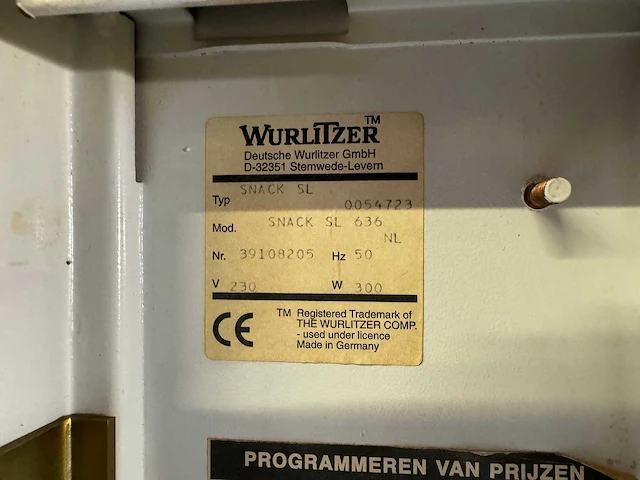 WURLITZER™
Deutsche Wurlitzer GmbH
D-32351 Stemwede-Levern
SNACK SL
Typ 0054723
Mod. SNACK SL 636
NL
Nr. 39108205 Hz 50
V 230 W 300
CE TM Registered Trademark of
THE WURLITZER COMP.
- used under licence
Made in Germany
PROGRAMMEREN VAN PRIJZEN